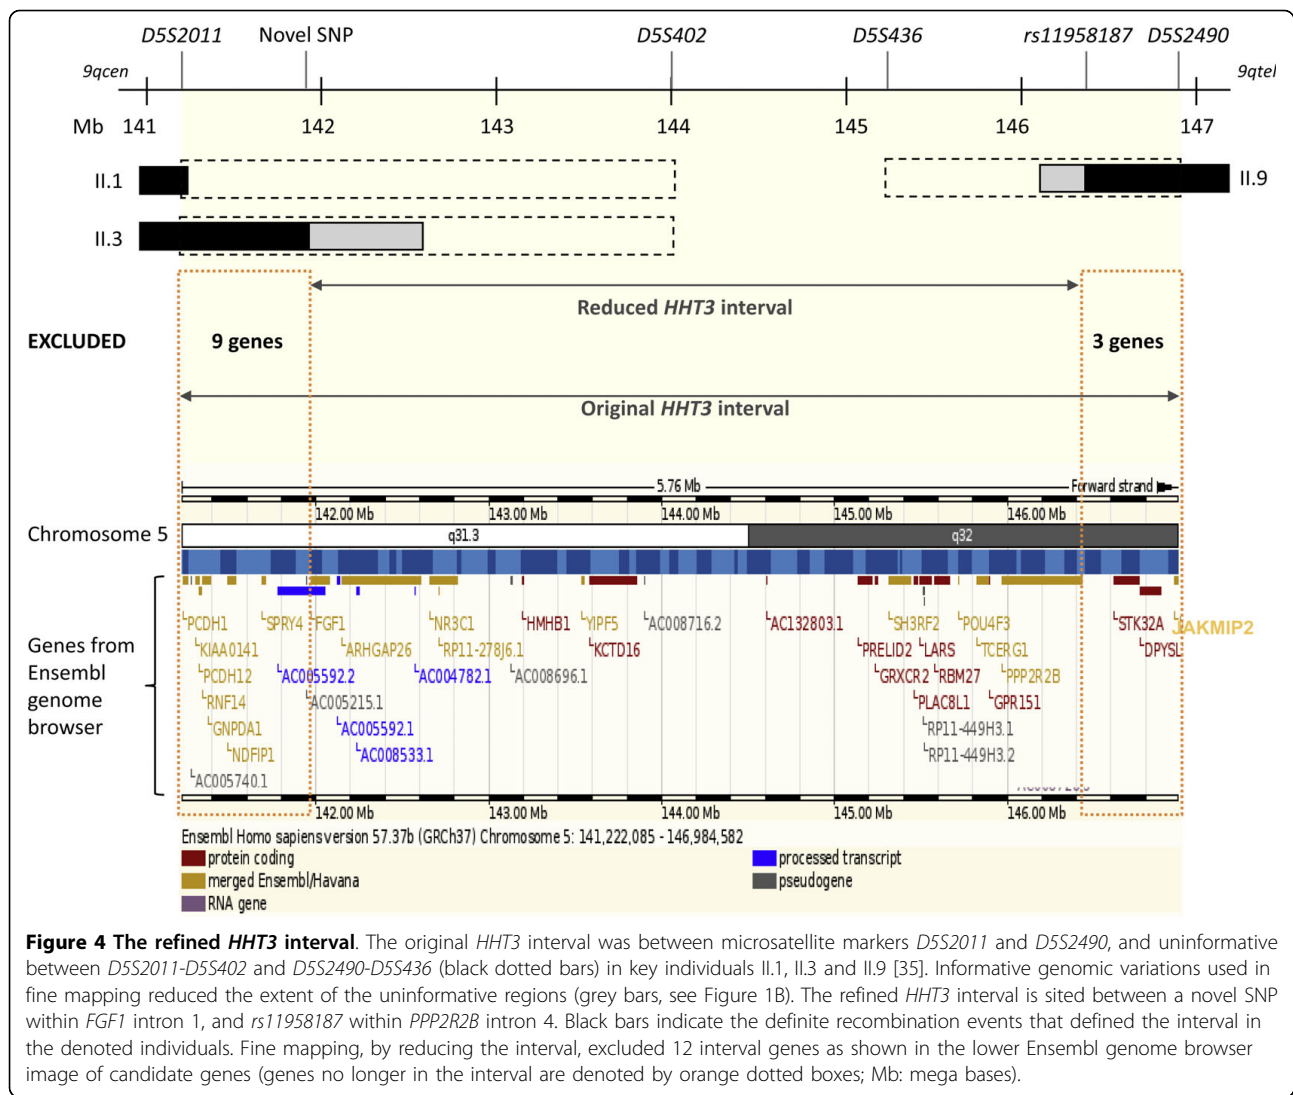 D5S2011 Novel SNP D5S402 D5S436 rs11958187 D5S2490
9qcen 9qtel
Mb 141 142 143 144 145 146 147
II.1 II.9
II.3
Reduced HHT3 interval
EXCLUDED 9 genes 3 genes
Original HHT3 interval
5.76 Mb Forward strand
142.00 Mb 143.00 Mb 144.00 Mb 145.00 Mb 146.00 Mb
Chromosome 5 q31.3 q32
Genes from Ensembl genome browser
PCDH1 SPRY4 FGF1 NR3C1 HMHB1 YIPF5 AC008716.2 AC132803.1 SH3RF2 POU4F3 STK32A JAKMIP2
KIAA0141 ARHGAP26 RP11-278J6.1 KCTD16 PRELID2 LARS TCERG1 DPYSL
PCDH12 AC005592.2 AC004782.1 AC008696.1 GRXCR2 RBM27 PPP2R2B
RNF14 AC005215.1 PLAC8L1 GPR151
GNPDA1 AC005592.1 RP11-449H3.1
NDFIP1 AC008533.1 RP11-449H3.2
AC005740.1
142.00 Mb 143.00 Mb 144.00 Mb 145.00 Mb 146.00 Mb
Ensembl Homo sapiens version 57.37b (GRCh37) Chromosome 5: 141,222,085 - 146,984,582
protein coding processed transcript
merged Ensembl/Havana pseudogene
RNA gene
Figure 4 The refined HHT3 interval. The original HHT3 interval was between microsatellite markers D5S2011 and D5S2490, and uninformative
between D5S2011-D5S402 and D5S2490-D5S436 (black dotted bars) in key individuals II.1, II.3 and II.9 [35]. Informative genomic variations used in
fine mapping reduced the extent of the uninformative regions (grey bars, see Figure 1B). The refined HHT3 interval is sited between a novel SNP
within FGF1 intron 1, and rs11958187 within PPP2R2B intron 4. Black bars indicate the definite recombination events that defined the interval in
the denoted individuals. Fine mapping, by reducing the interval, excluded 12 interval genes as shown in the lower Ensembl genome browser
image of candidate genes (genes no longer in the interval are denoted by orange dotted boxes; Mb: mega bases).